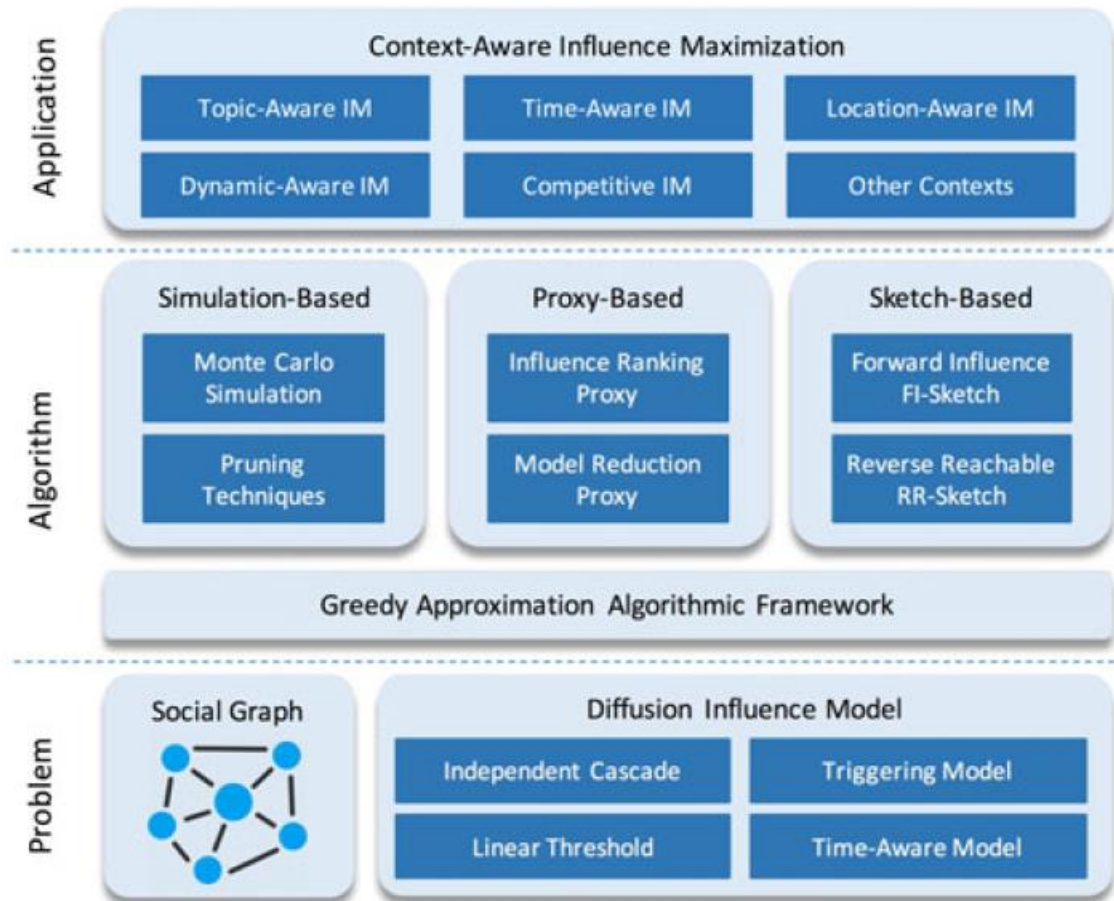 Application
Context-Aware Influence Maximization
Topic-Aware IM
Time-Aware IM
Location-Aware IM
Dynamic-Aware IM
Competitive IM
Other Contexts
Algorithm
Simulation-Based
Monte Carlo
Simulation
Pruning
Techniques
Proxy-Based
Influence Ranking
Proxy
Model Reduction
Proxy
Sketch-Based
Forward Influence
FI-Sketch
Reverse Reachable
RR-Sketch
Greedy Approximation Algorithmic Framework
Problem
Social Graph
Diffusion Influence Model
Independent Cascade
Triggering Model
Linear Threshold
Time-Aware Model